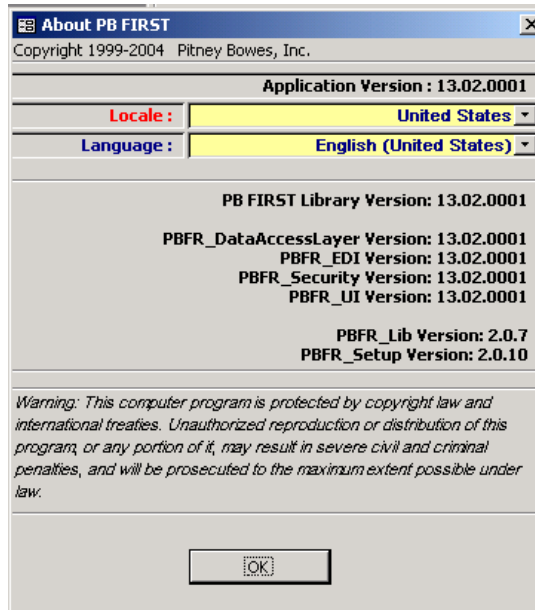 About PB FIRST
Copyright 1999-2004 Pitney Bowes, Inc.
Application Version : 13.02.0001
Locale : United States
Language : English (United States)
PB FIRST Library Version: 13.02.0001
PBFR_DataAccessLayer Version: 13.02.0001
PBFR_EDI Version: 13.02.0001
PBFR_Security Version: 13.02.0001
PBFR_UI Version: 13.02.0001
PBFR_Lib Version: 2.0.7
PBFR_Setup Version: 2.0.10
Warning: This computer program is protected by copyright law and
international treaties. Unauthorized reproduction or distribution of this
program, or any portion of it, may result in severe civil and criminal
penalties, and will be prosecuted to the maximum extent possible under
law.
OK